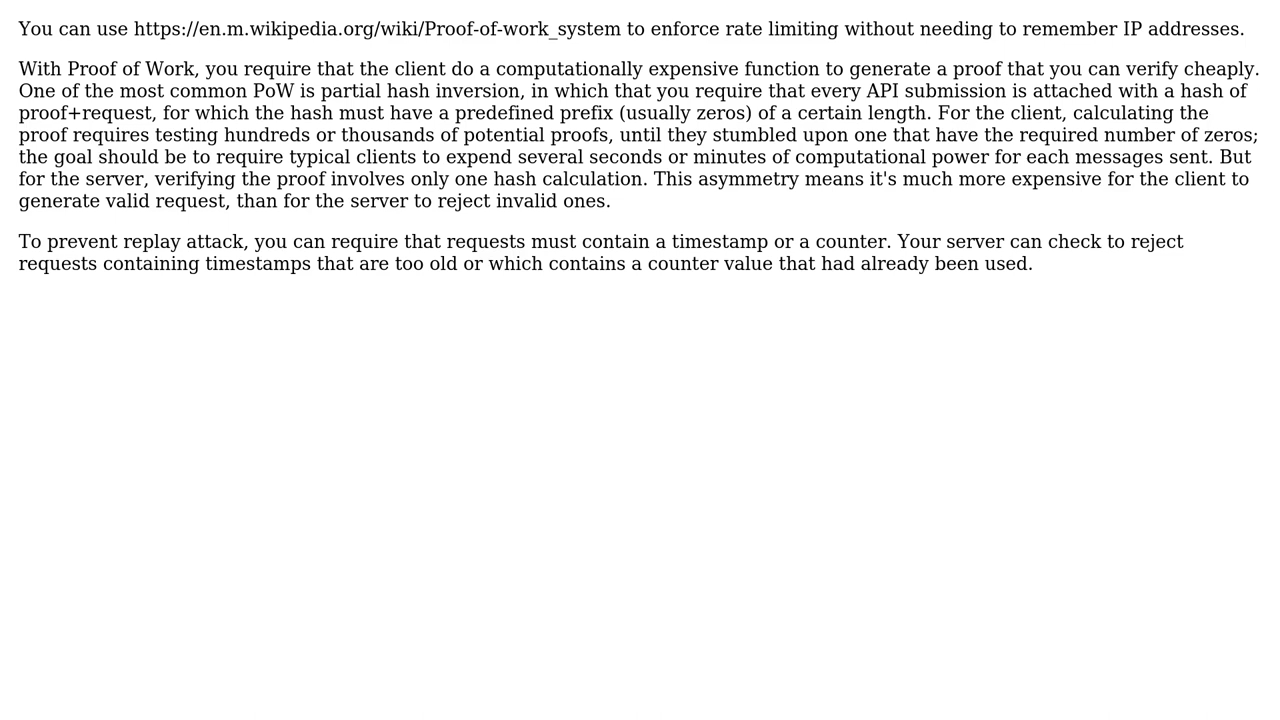 You can use https://en.m.wikipedia.org/wiki/Proof-of-work_system to enforce rate limiting without needing to remember IP addresses.
With Proof of Work, you require that the client do a computationally expensive function to generate a proof that you can verify cheaply.
One of the most common PoW is partial hash inversion, in which that you require that every API submission is attached with a hash of
proof+request, for which the hash must have a predefined prefix (usually zeros) of a certain length. For the client, calculating the
proof requires testing hundreds or thousands of potential proofs, until they stumbled upon one that have the required number of zeros;
the goal should be to require typical clients to expend several seconds or minutes of computational power for each messages sent. But
for the server, verifying the proof involves only one hash calculation. This asymmetry means it's much more expensive for the client to
generate valid request, than for the server to reject invalid ones.
To prevent replay attack, you can require that requests must contain a timestamp or a counter. Your server can check to reject
requests containing timestamps that are too old or which contains a counter value that had already been used.